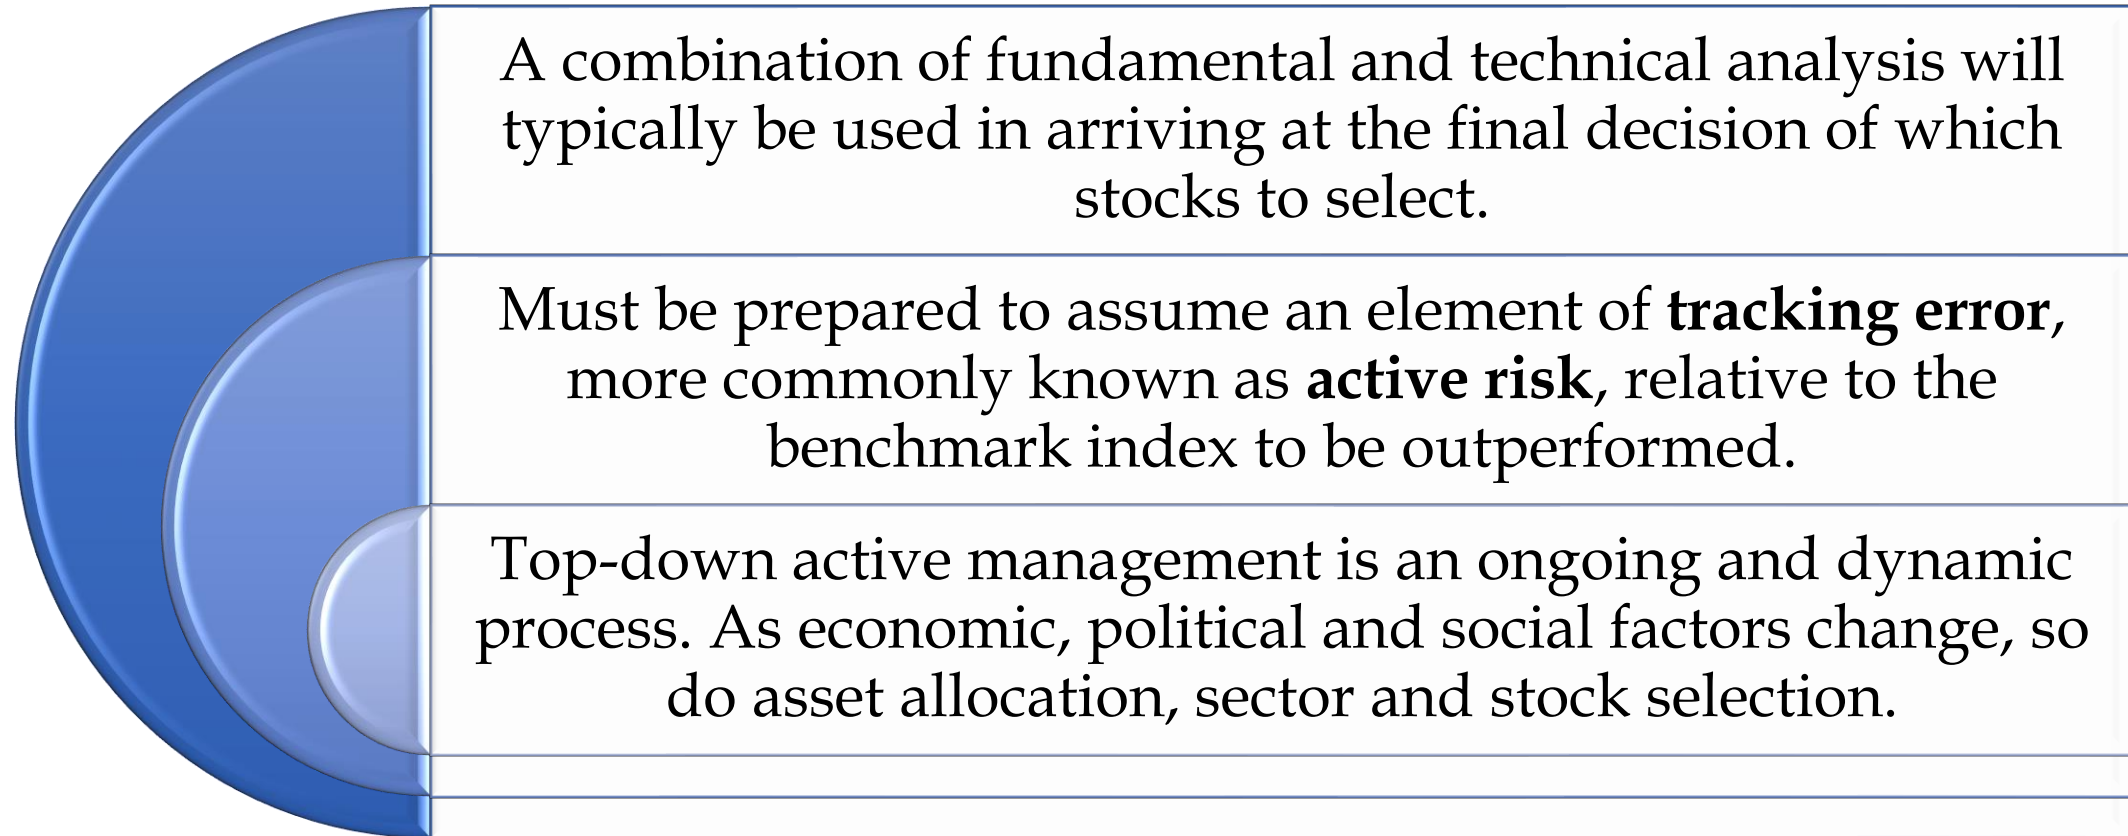 A combination of fundamental and technical analysis will
typically be used in arriving at the final decision of which
stocks to select.
Must be prepared to assume an element of tracking error,
more commonly known as active risk, relative to the
benchmark index to be outperformed.
Top-down active management is an ongoing and dynamic
process. As economic, political and social factors change, so
do asset allocation, sector and stock selection.